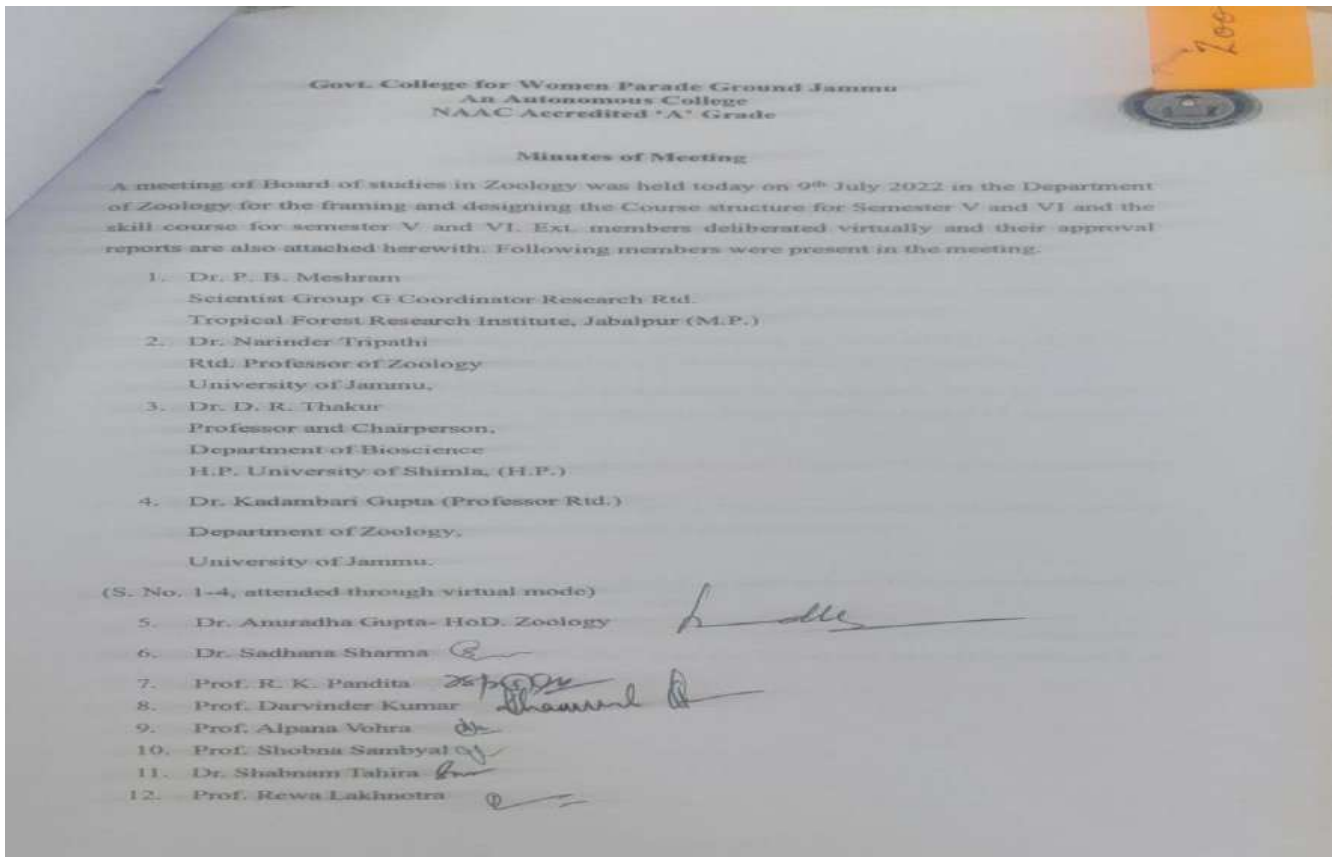 Zoo
Govt. College for Women Parade Ground Jammu
An Autonomous College
NAAC Accredited 'A' Grade
Minutes of Meeting
A meeting of Board of studies in Zoology was held today on 9th July 2022 in the Department
of Zoology for the framing and designing the Course structure for Semester V and VI and the
skill course for semester V and VI. Ext. members deliberated virtually and their approval
reports are also attached herewith. Following members were present in the meeting.
1. Dr. P. B. Meshram
Scientist Group G Coordinator Research Rtd.
Tropical Forest Research Institute, Jabalpur (M.P.)
2. Dr. Narinder Tripathi
Rtd. Professor of Zoology
University of Jammu,
3. Dr. D. R. Thakur
Professor and Chairperson,
Department of Bioscience
H.P. University of Shimla, (H.P.)
4. Dr. Kadambari Gupta (Professor Rtd.)
Department of Zoology,
University of Jammu.
(S. No. 1-4, attended through virtual mode)
5. Dr. Anuradha Gupta- HoD. Zoology
6. Dr. Sadhana Sharma
7. Prof. R. K. Pandita
8. Prof. Darvinder Kumar
9. Prof. Alpana Vohra
10. Prof. Shobna Sambyal
11. Dr. Shabnam Tahira
12. Prof. Rewa Lakhnotra